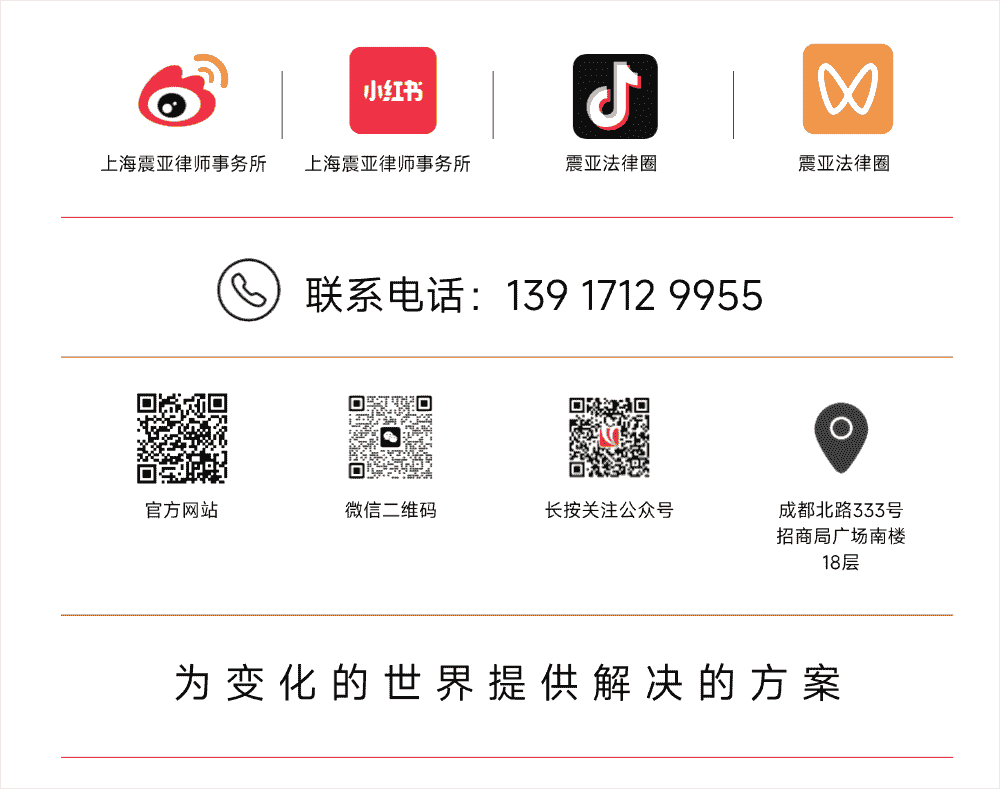 小红书
上海震亚律师事务所
上海震亚律师事务所
震亚法律圈
震亚法律圈
联系电话：139 1712 9955
官方网站
微信二维码
长按关注公众号
成都北路333号
招商局广场南楼
18层
为变化的世界提供解决的方案